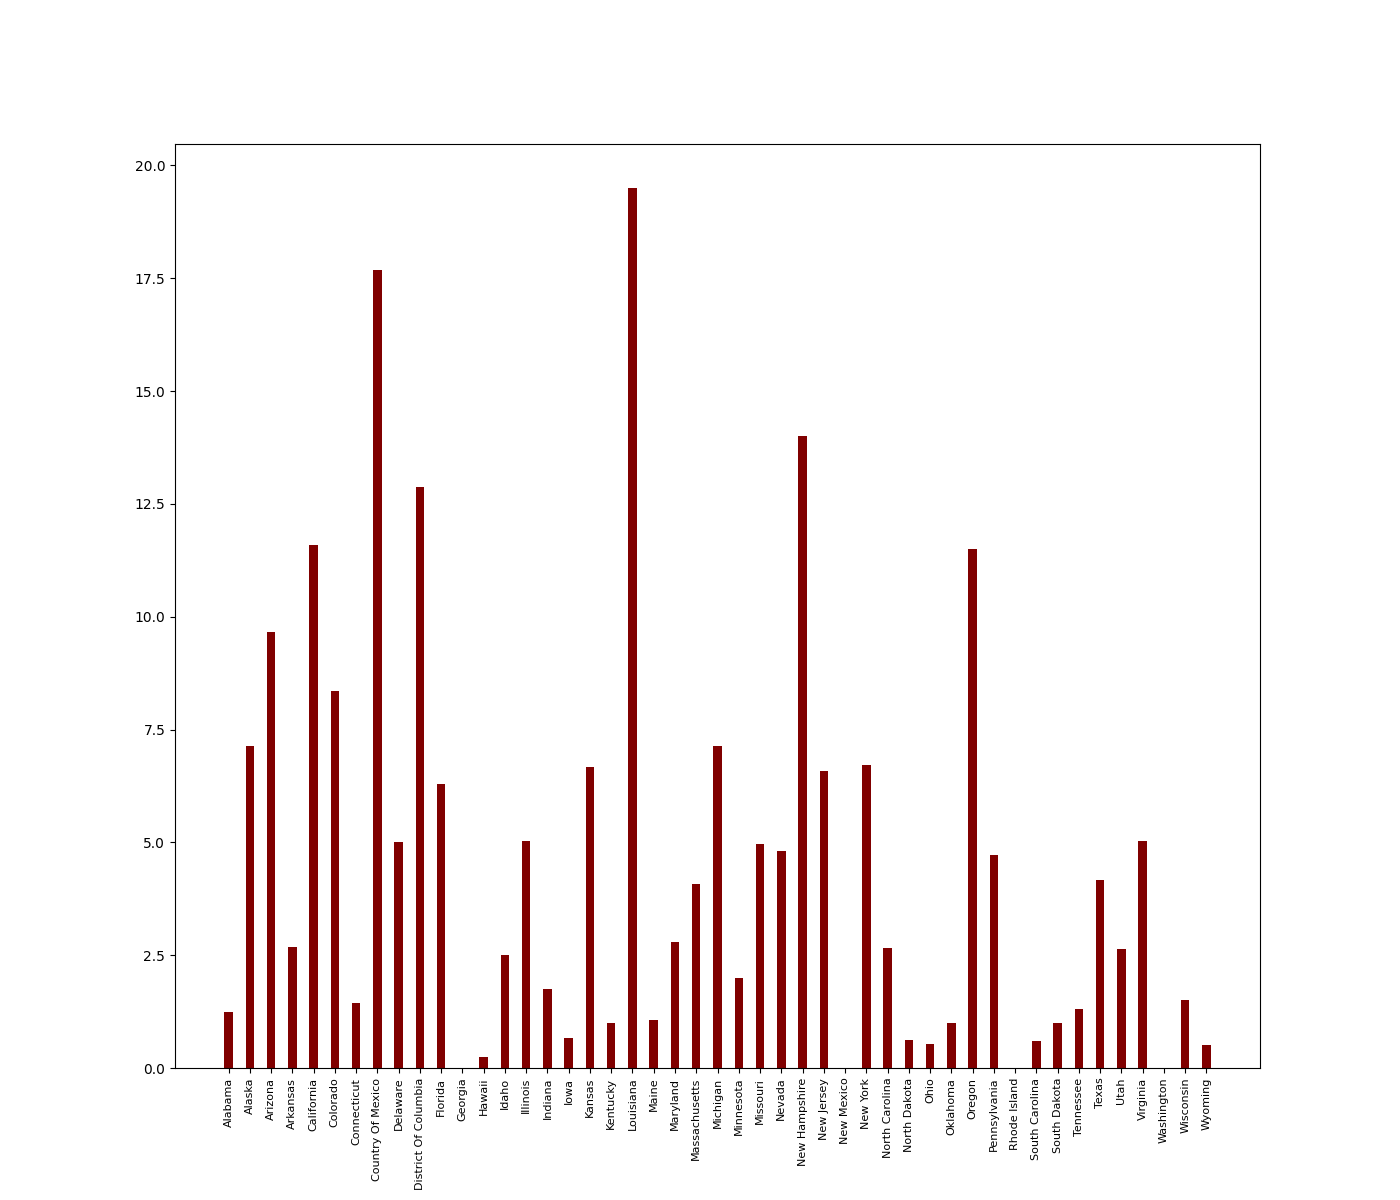 20.0
17.5
15.0
12.5
10.0
7.5
5.0
2.5
0.0
Alabama
Alaska
Arizona
Arkansas
California
Colorado
Connecticut
Country Of Mexico
Delaware
District Of Columbia
Florida
Georgia
Hawaii
Idaho
Illinois
Indiana
Iowa
Kansas
Kentucky
Louisiana
Maine
Maryland
Massachusetts
Michigan
Minnesota
Missouri
Nevada
New Hampshire
New Jersey
New Mexico
New York
North Carolina
North Dakota
Ohio
Oklahoma
Oregon
Pennsylvania
Rhode Island
South Carolina
South Dakota
Tennessee
Texas
Utah
Virginia
Washington
Wisconsin
Wyoming